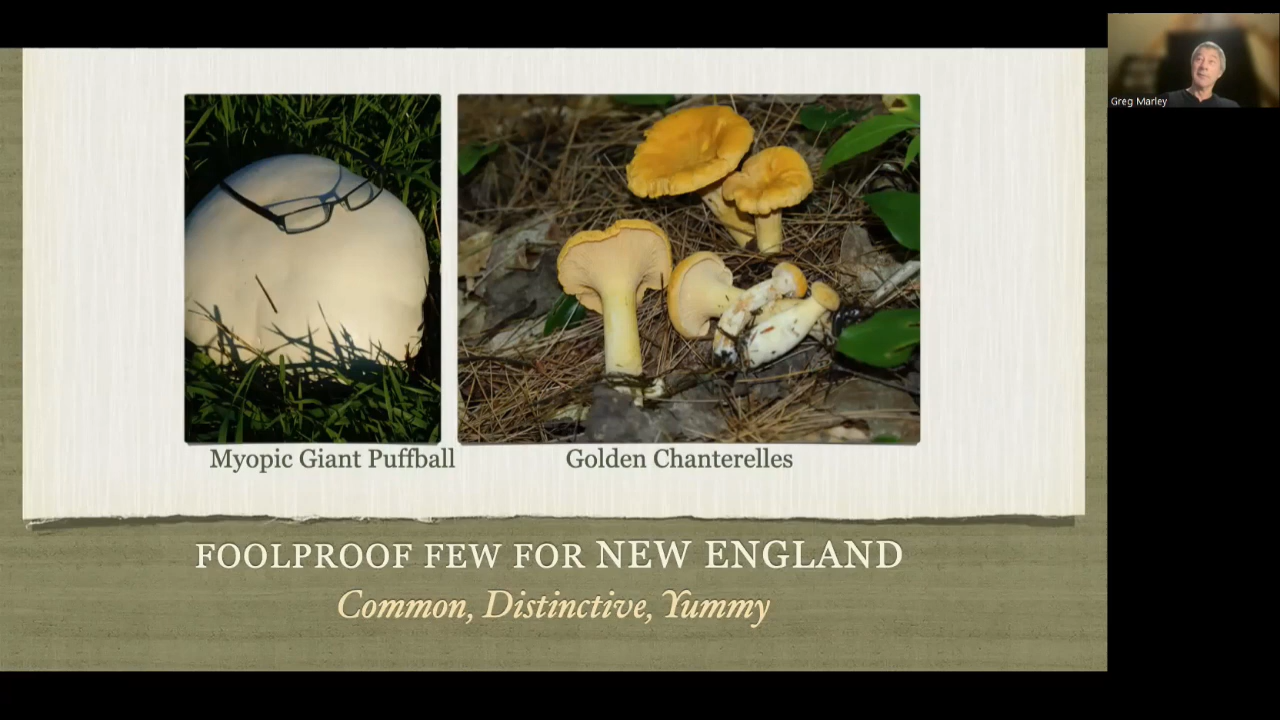 Greg Marley
Myopic Giant Puffball
Golden Chanterelles
FOOLPROOF FEW FOR NEW ENGLAND
Common, Distinctive, Yummy